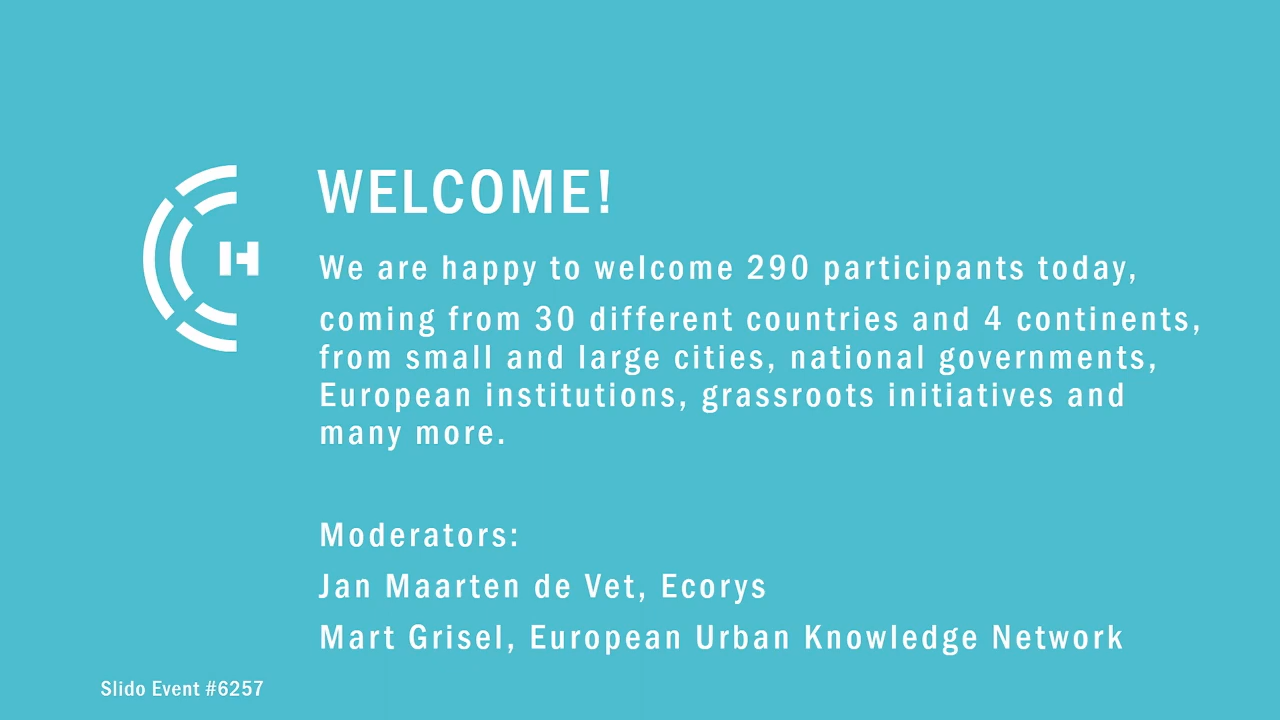 WELCOME!
We are happy to welcome 290 participants today,
coming from 30 different countries and 4 continents,
from small and large cities, national governments,
European institutions, grassroots initiatives and
many more.
Moderators:
Jan Maarten de Vet, Ecorys
Mart Grisel, European Urban Knowledge Network
Slido Event #6257